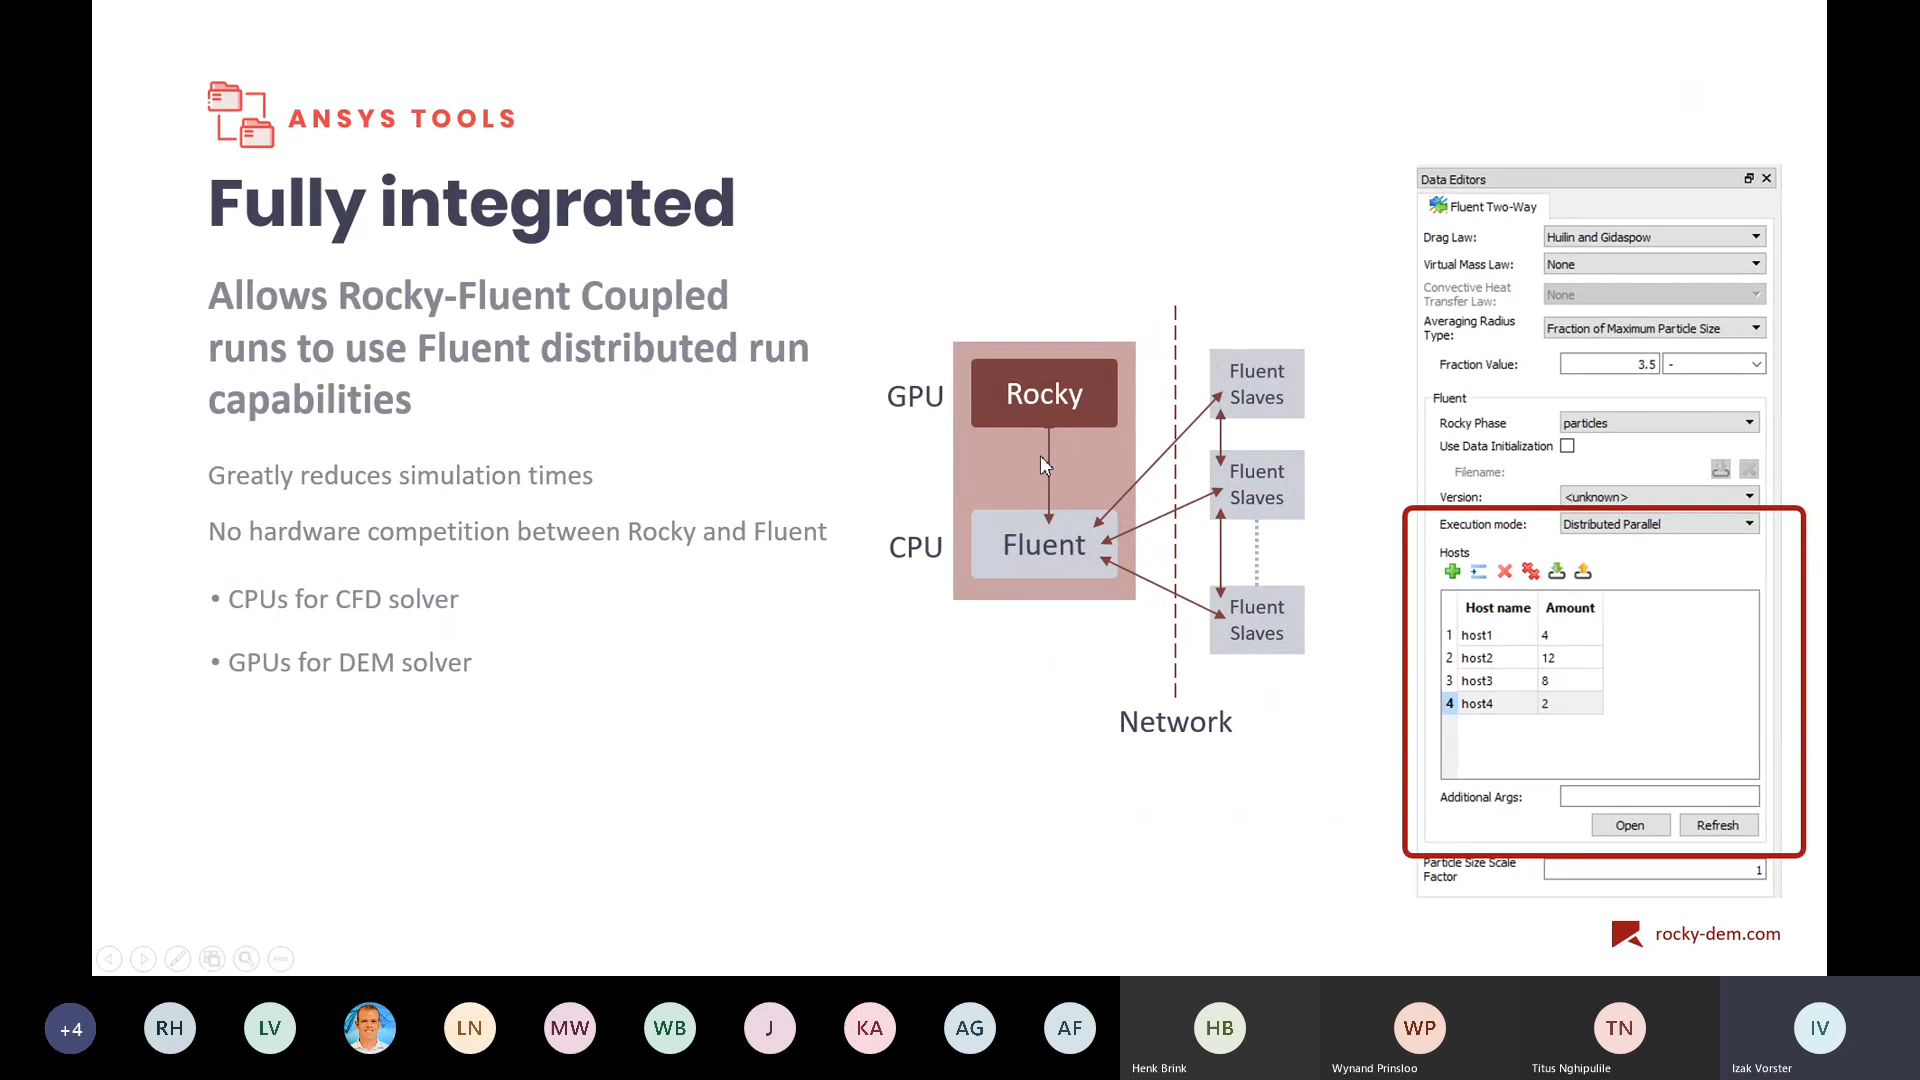 ANSYS TOOLS
Fully integrated
Allows Rocky-Fluent Coupled
runs to use Fluent distributed run
capabilities
Greatly reduces simulation times
No hardware competition between Rocky and Fluent
• CPUs for CFD solver
• GPUs for DEM solver
GPU
Rocky
CPU
Fluent
Fluent
Slaves
Fluent
Slaves
Fluent
Slaves
Network
Data Editors
Fluent Two-Way
Drag Law: Huilin and Gidaspow
Virtual Mass Law: None
Convective Heat
Transfer Law: None
Averaging Radius
Type: Fraction of Maximum Particle Size
Fraction Value: 3.5 -
Fluent
Rocky Phase particles
Use Data Initialization
Filename:
Version: <unknown>
Execution mode: Distributed Parallel
Hosts
Host name Amount
1 host1 4
2 host2 12
3 host3 8
4 host4 2
Additional Args:
Open Refresh
Particle Size Scale
Factor 1
rocky-dem.com
+4 RH LV LN MW WB J KA AG AF HB WP TN IV
Henk Brink Wynand Prinsloo Titus Nghipulile Izak Vorster